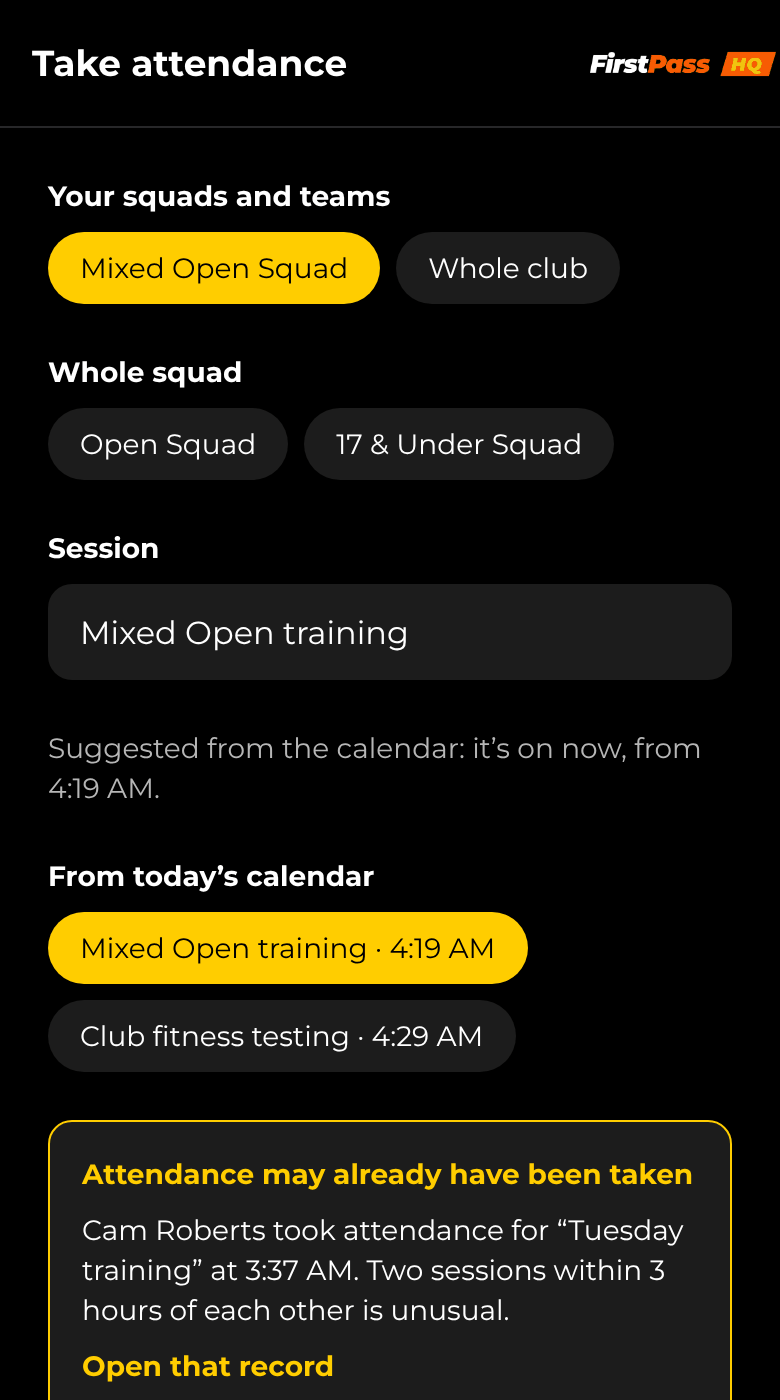 Take attendance
FirstPass HQ
Your squads and teams
Mixed Open Squad
Whole club
Whole squad
Open Squad
17 & Under Squad
Session
Mixed Open training
Suggested from the calendar: it’s on now, from
4:19 AM.
From today’s calendar
Mixed Open training · 4:19 AM
Club fitness testing · 4:29 AM
Attendance may already have been taken
Cam Roberts took attendance for “Tuesday
training” at 3:37 AM. Two sessions within 3
hours of each other is unusual.
Open that record